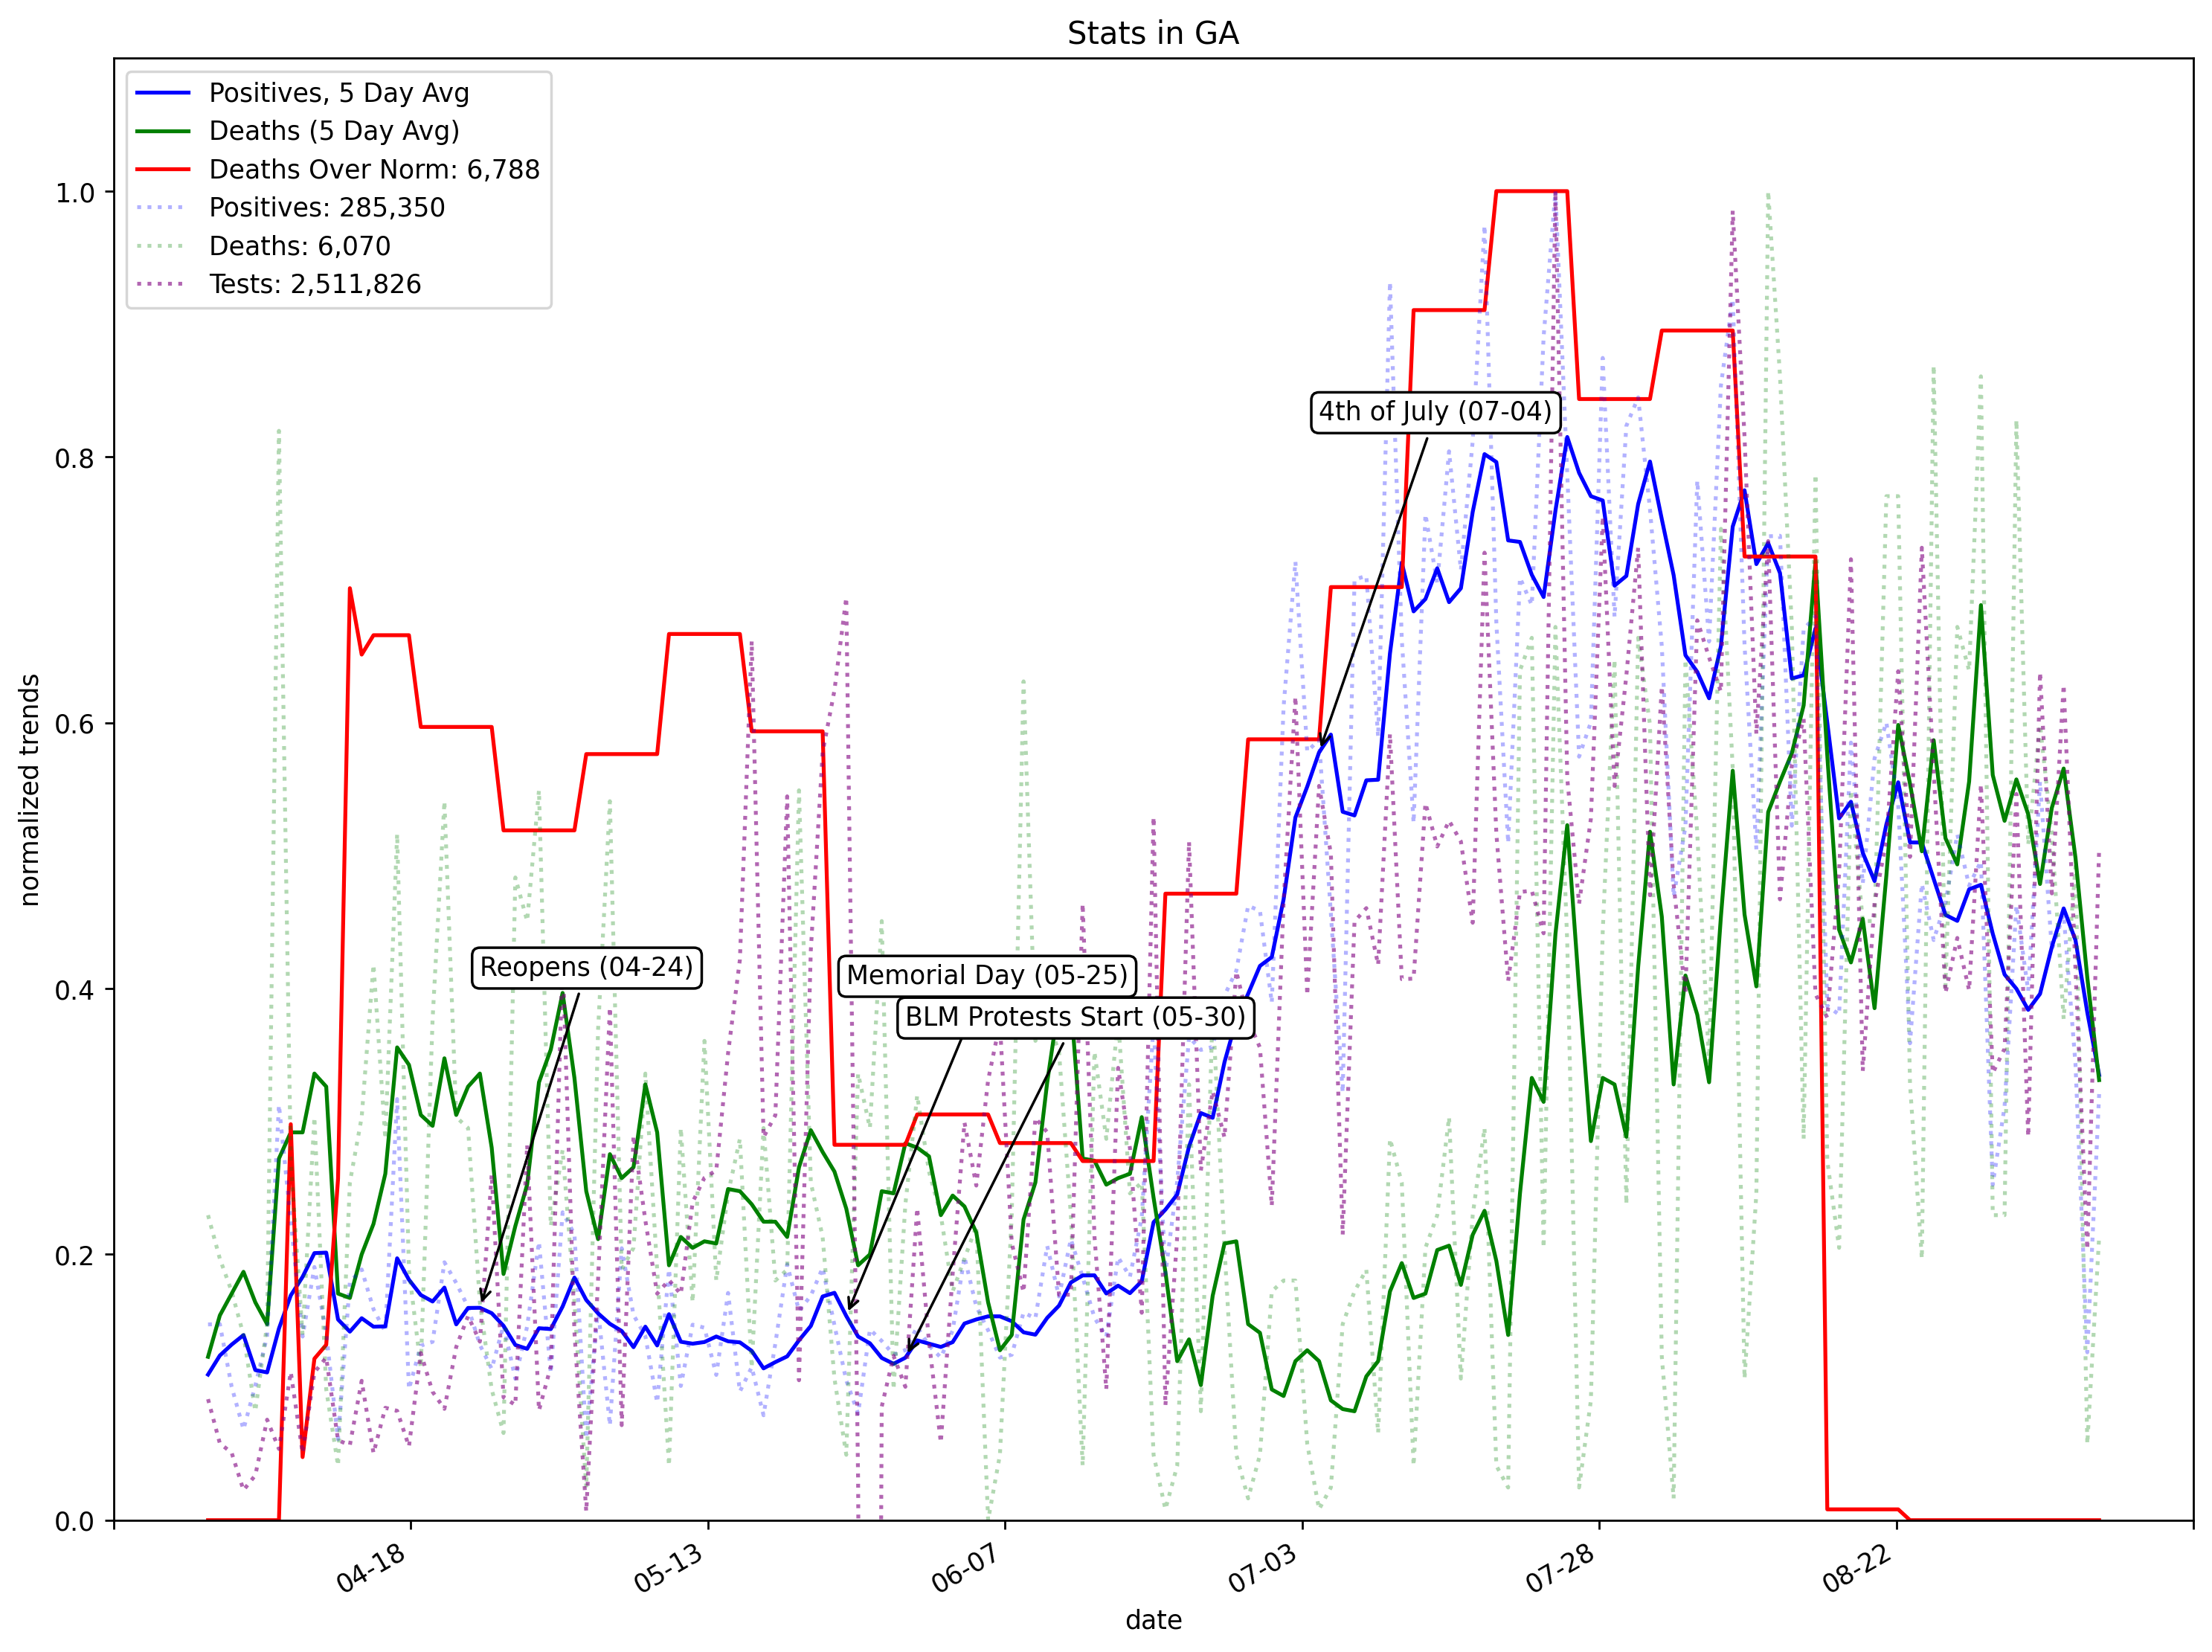 Stats in GA
Positives, 5 Day Avg
Deaths (5 Day Avg)
Deaths Over Norm: 6,788
Positives: 285,350
Deaths: 6,070
Tests: 2,511,826
1.0
0.8
0.6
0.4
0.2
0.0
normalized trends
4th of July (07-04)
Reopens (04-24)
Memorial Day (05-25)
BLM Protests Start (05-30)
04-18
05-13
06-07
07-03
07-28
08-22
date